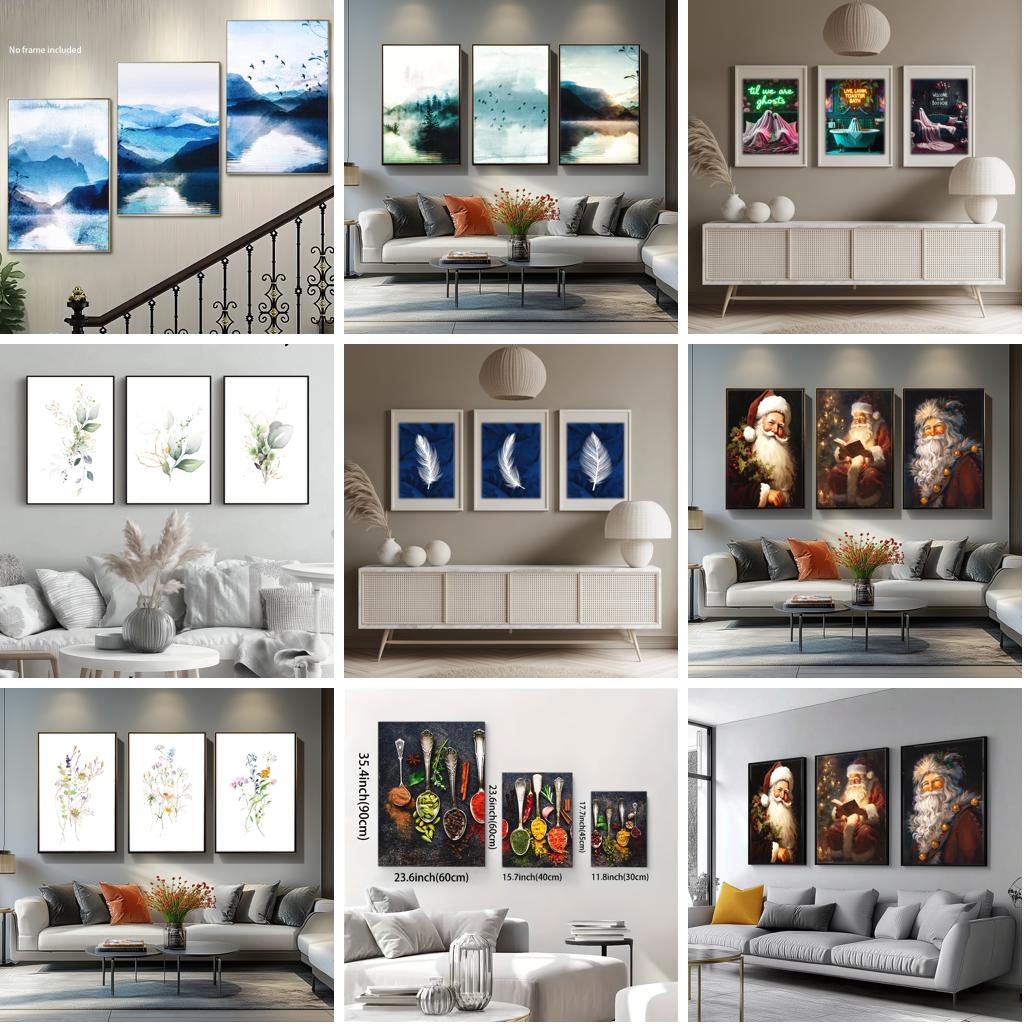 No frame included
til we are
ghosts
LIVE, LAUGH,
TOASTER
BATH
35.4inch(90cm)
23.6inch(60cm)
23.6inch(60cm)
15.7inch(40cm)
17.7inch(45cm)
11.8inch(30cm)